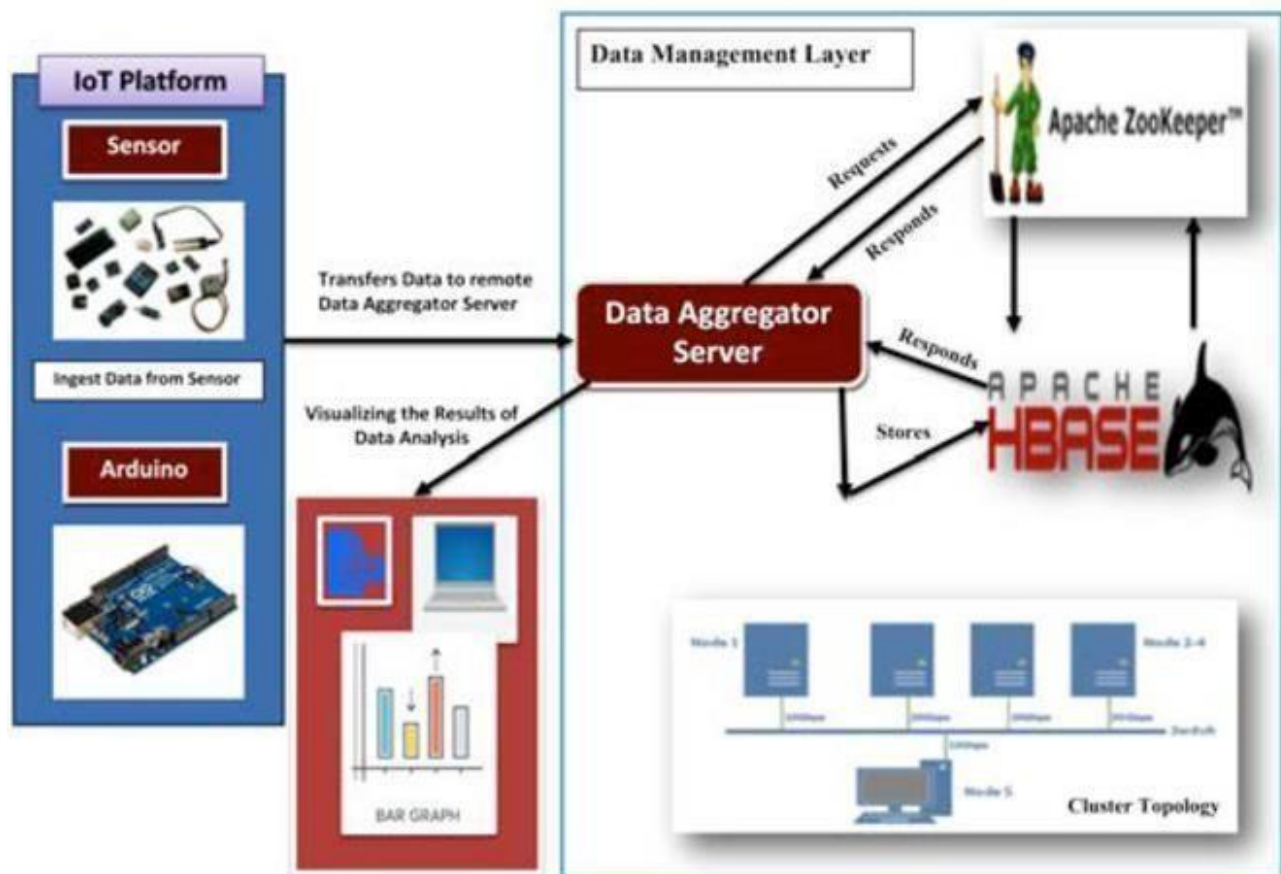 IoT Platform
Sensor
Ingest Data from Sensor
Arduino
Transfers Data to remote
Data Aggregator Server
Visualizing the Results of
Data Analysis
BAR GRAPH
Data Management Layer
Apache ZooKeeper™
Requests
Responds
Data Aggregator
Server
Responds
Stores
APACHE
HBASE
Node 1
Node 2-4
Node 5
Cluster Topology